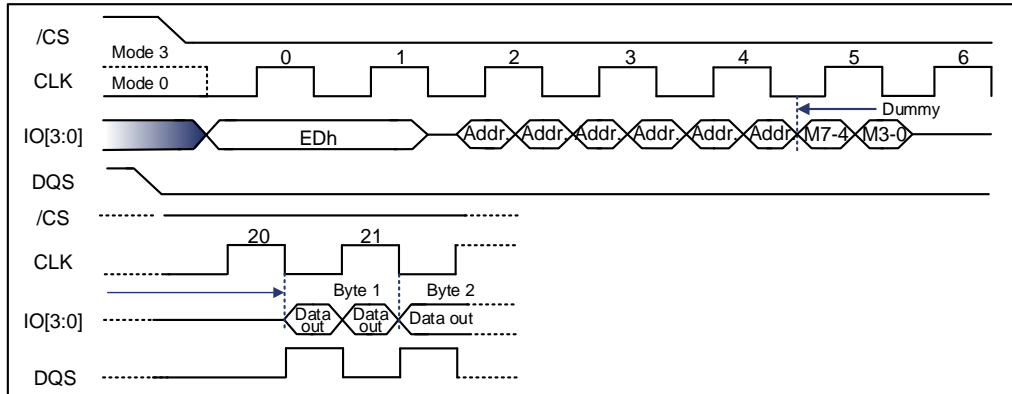 /CS
Mode 3
0 1 2 3 4 5 6
CLK
Mode 0
Dummy
IO[3:0]
EDh
Addr. Addr. Addr. Addr. Addr. Addr. M7-4 M3-0
DQS
/CS
20 21
CLK
Byte 1 Byte 2
IO[3:0]
Data out
Data out
Data out
DQS